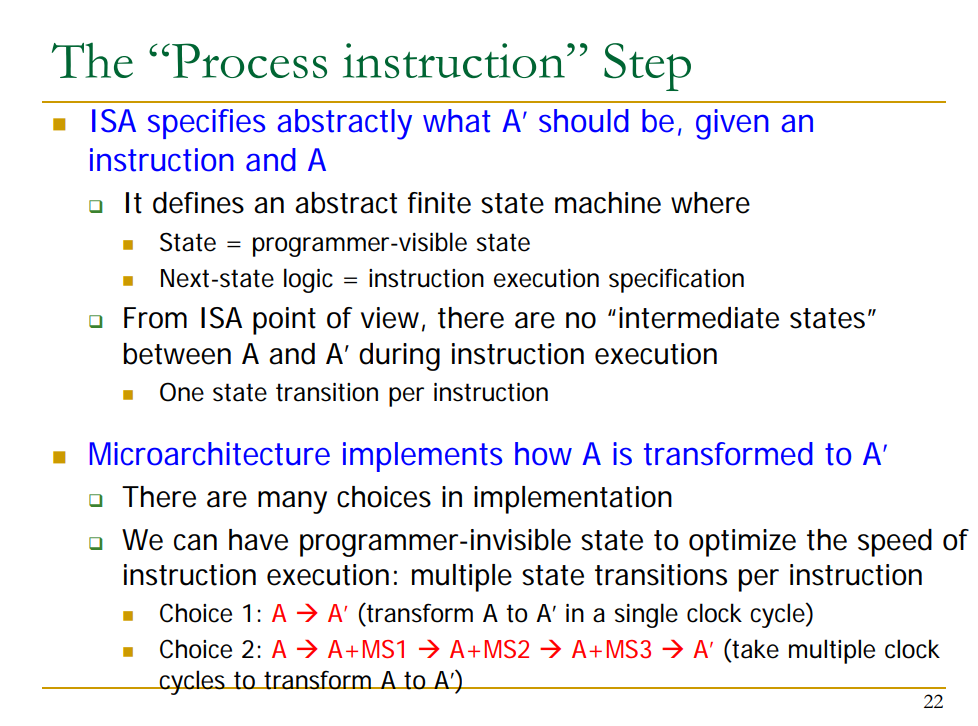 The “Process instruction” Step
ISA specifies abstractly what A′ should be, given an
instruction and A
It defines an abstract finite state machine where
State = programmer-visible state
Next-state logic = instruction execution specification
From ISA point of view, there are no “intermediate states”
between A and A′ during instruction execution
One state transition per instruction
Microarchitecture implements how A is transformed to A′
There are many choices in implementation
We can have programmer-invisible state to optimize the speed of
instruction execution: multiple state transitions per instruction
Choice 1: A → A′ (transform A to A′ in a single clock cycle)
Choice 2: A → A+MS1 → A+MS2 → A+MS3 → A′ (take multiple clock
cycles to transform A to A′)
22